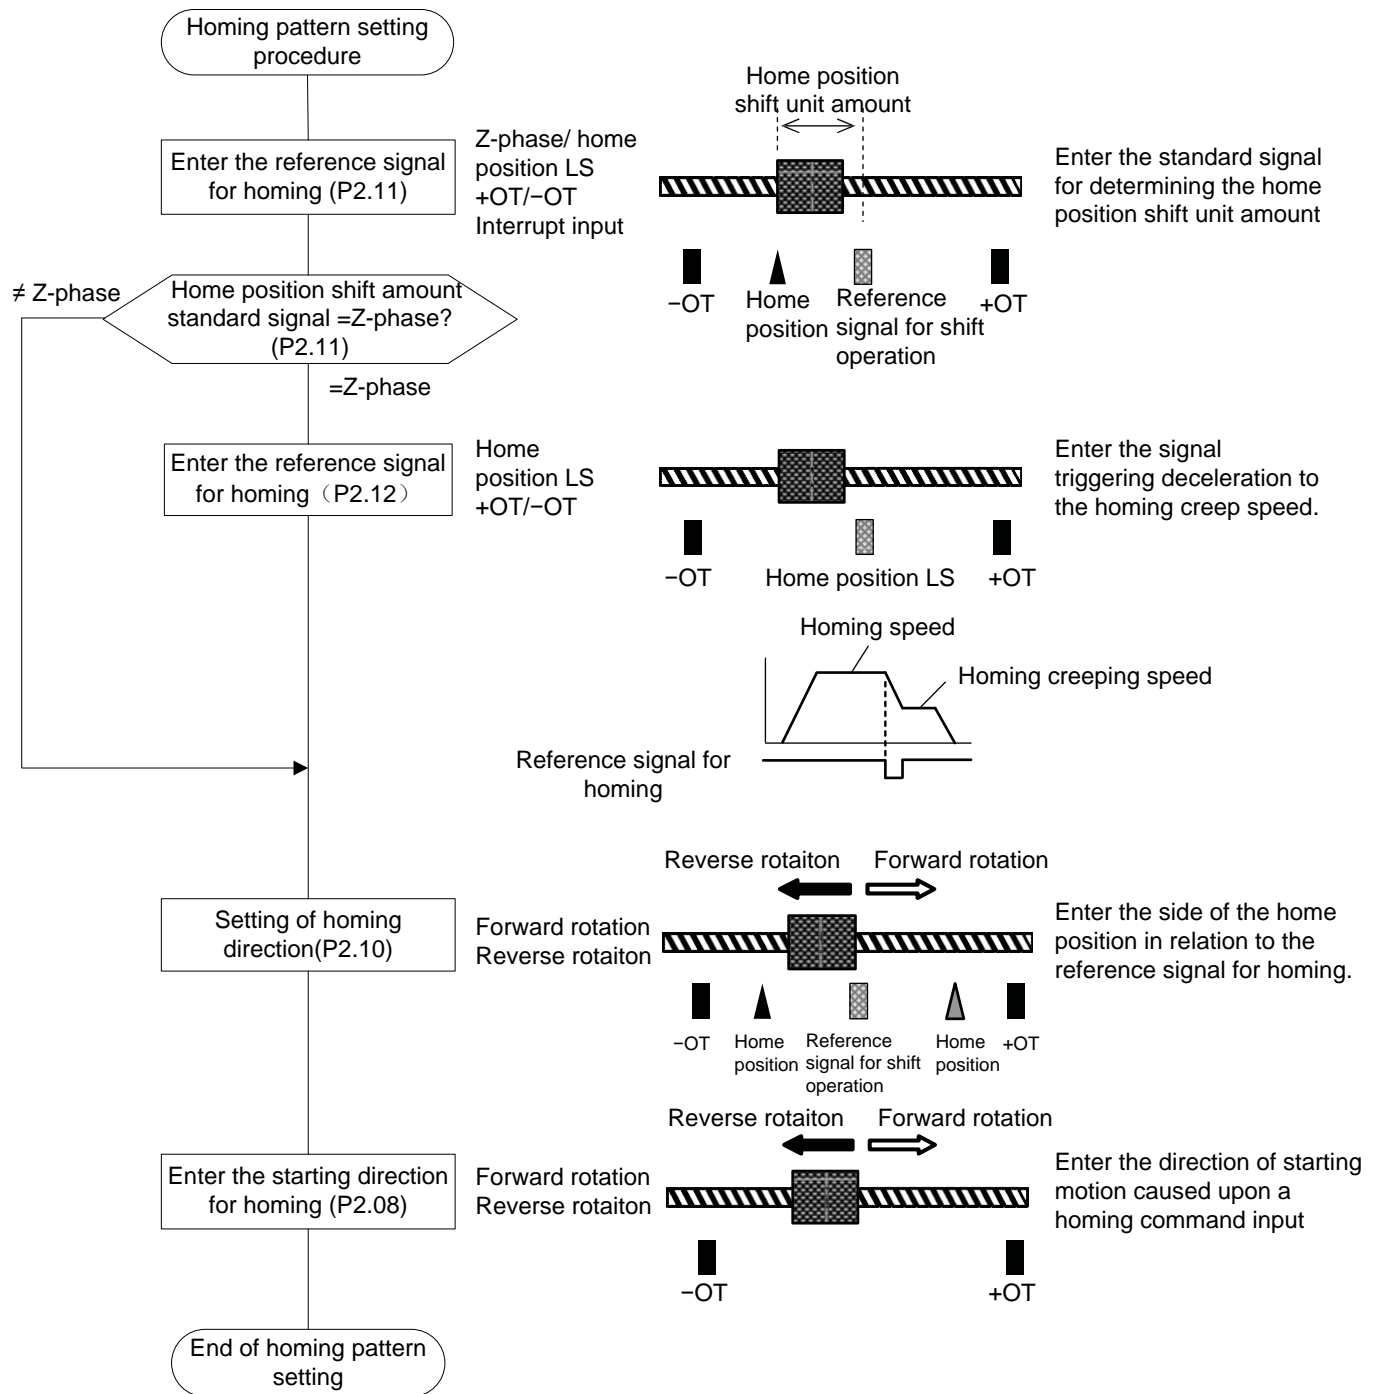 Homing pattern setting
procedure
Home position
shift unit amount
Enter the reference signal
for homing (P2.11)
Z-phase/ home
position LS
+OT/−OT
Interrupt input
Enter the standard signal
for determining the home
position shift unit amount
−OT
Home
position
Reference
signal for shift
operation
+OT
≠ Z-phase
Home position shift amount
standard signal =Z-phase?
(P2.11)
=Z-phase
Enter the reference signal
for homing（P2.12）
Home
position LS
+OT/−OT
Enter the signal
triggering deceleration to
the homing creep speed.
−OT
Home position LS
+OT
Homing speed
Homing creeping speed
Reference signal for
homing
Reverse rotaiton
Forward rotation
Setting of homing
direction(P2.10)
Forward rotation
Reverse rotaiton
Enter the side of the home
position in relation to the
reference signal for homing.
−OT
Home
position
Reference
signal for shift
operation
Home
position
+OT
Reverse rotaiton
Forward rotation
Enter the starting direction
for homing (P2.08)
Forward rotation
Reverse rotaiton
Enter the direction of starting
motion caused upon a
homing command input
−OT
+OT
End of homing pattern
setting